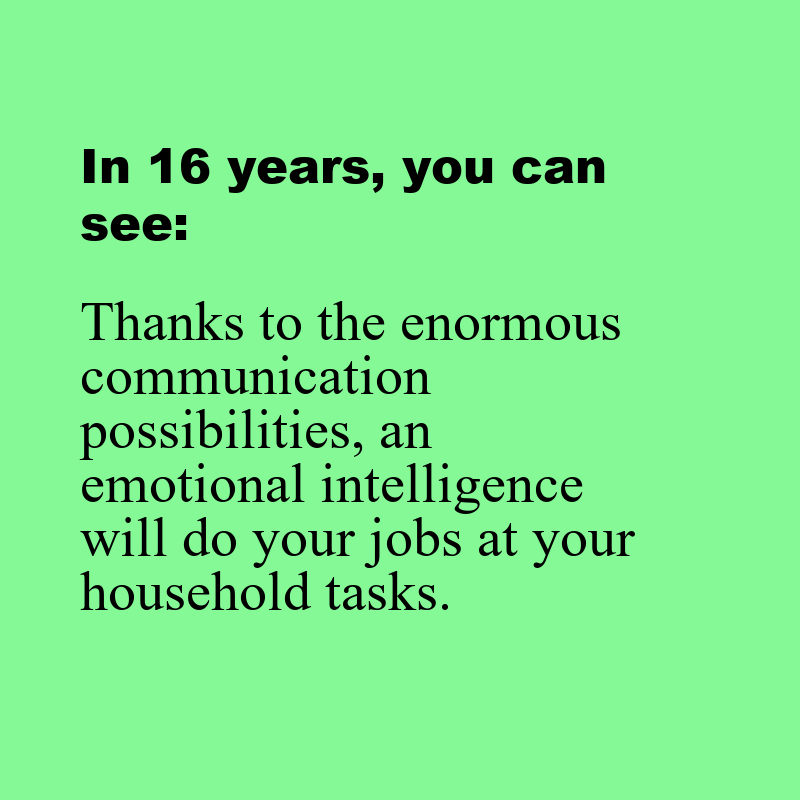 In 16 years, you can
see:
Thanks to the enormous
communication
possibilities, an
emotional intelligence
will do your jobs at your
household tasks.